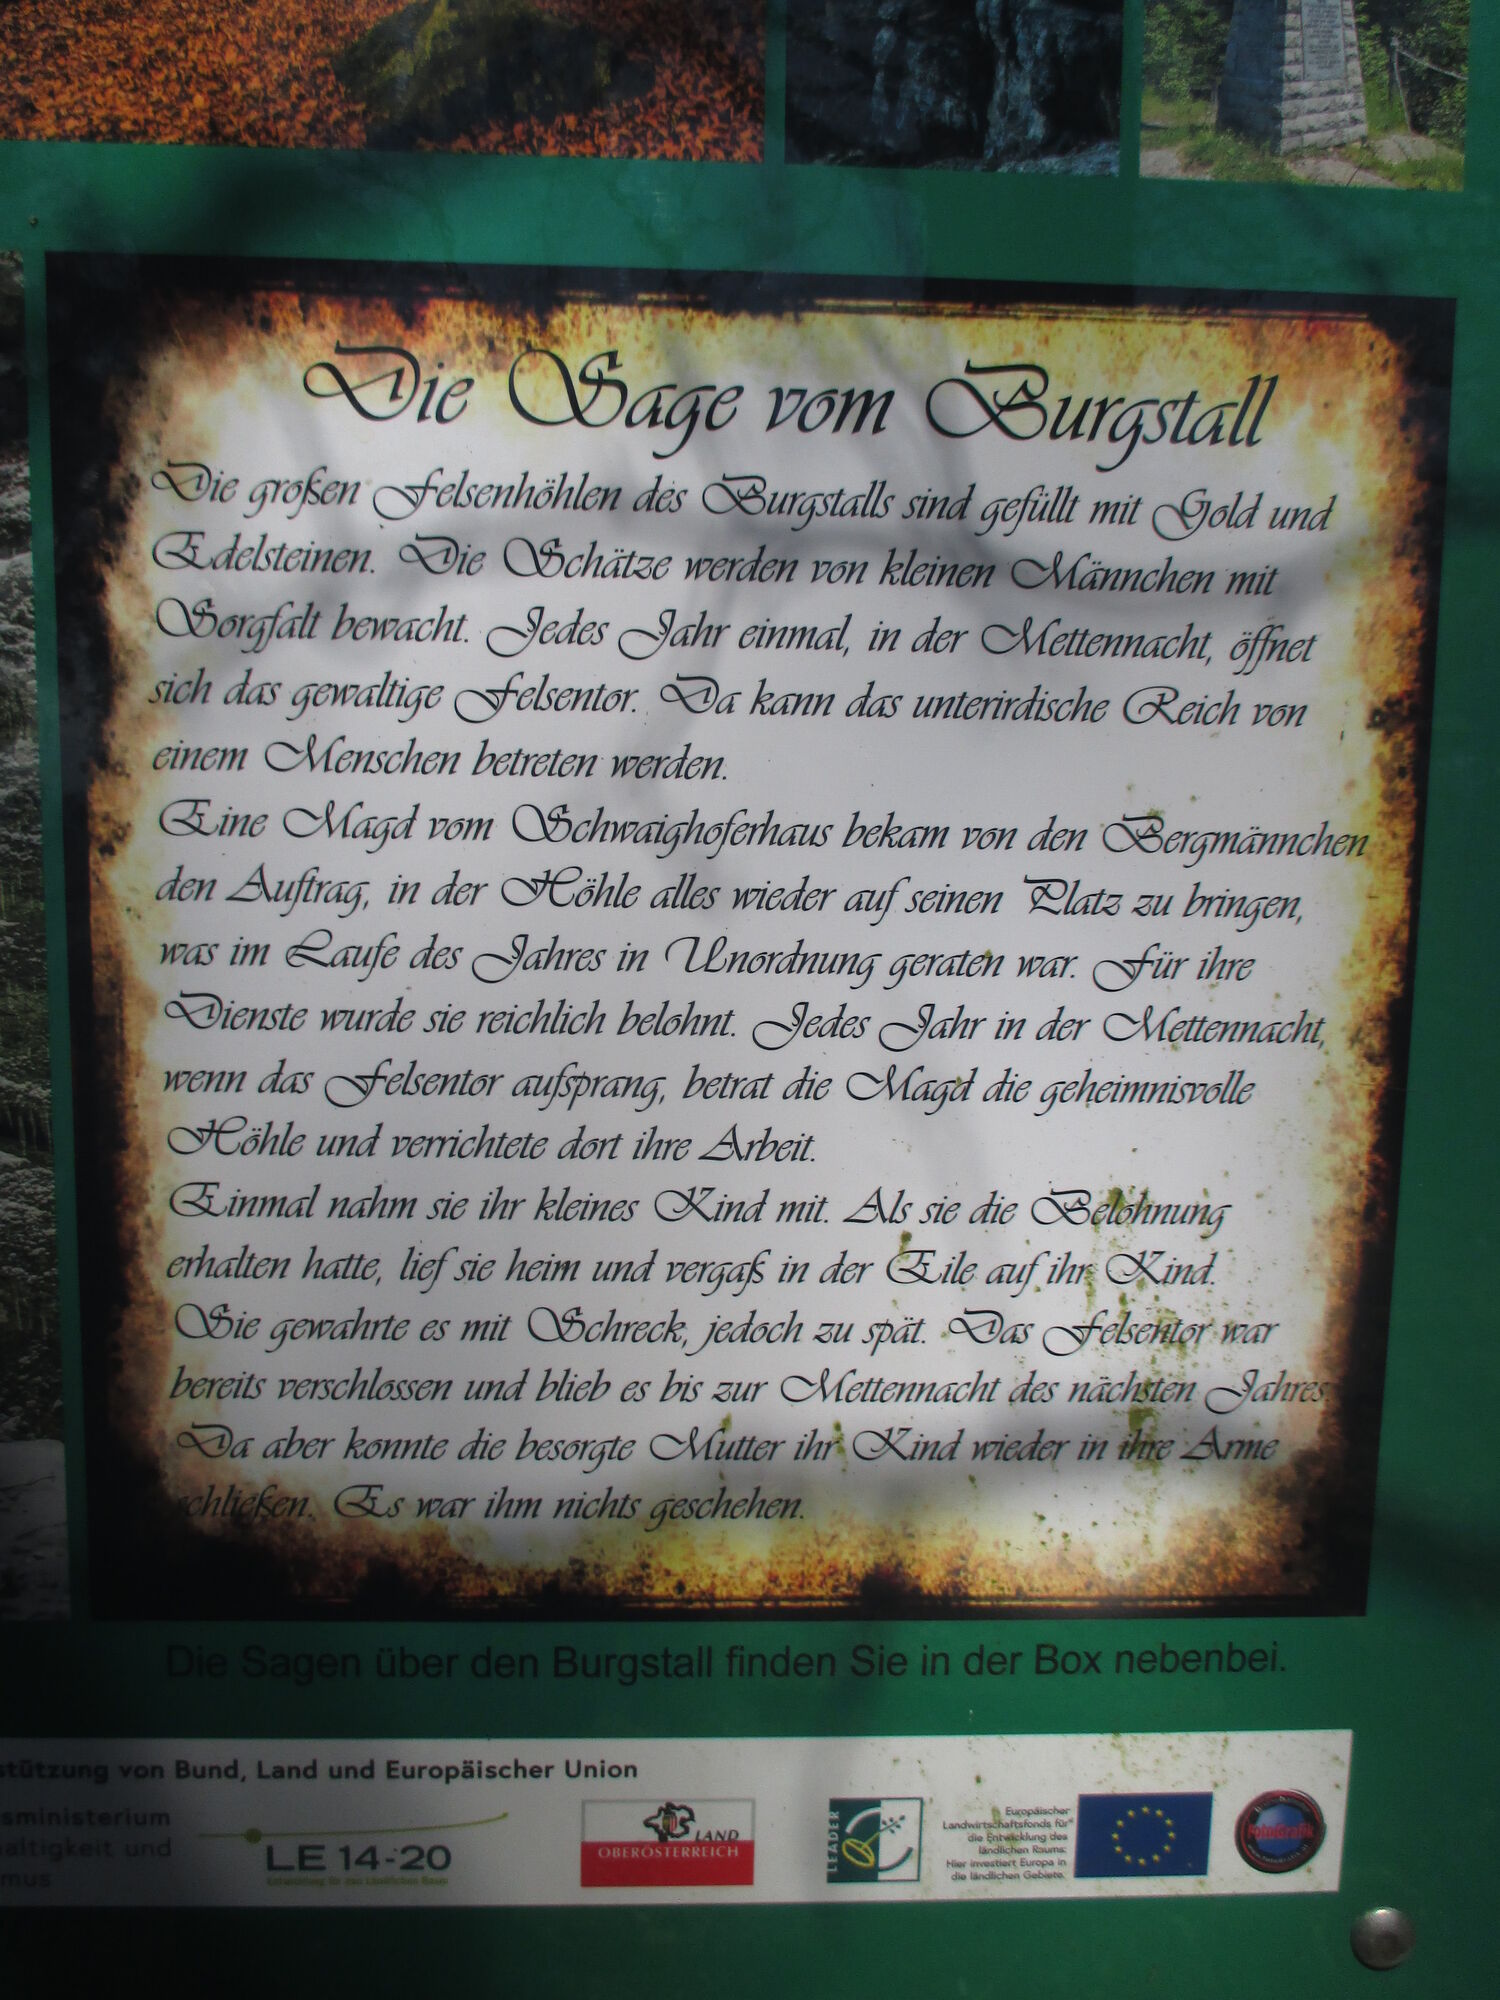 Die Sage vom Burgstall
Die großen Felsenhöhlen des Burgstalls sind gefüllt mit Gold und
Edelsteinen. Die Schätze werden von kleinen Männchen mit
Sorgfalt bewacht. Jedes Jahr einmal, in der Mettennacht, öffnet
sich das gewaltige Felsentor. Da kann das unterirdische Reich von
einem Menschen betreten werden.
Eine Magd vom Schwaighoferhaus bekam von den Bergmännchen
den Auftrag, in der Höhle alles wieder auf seinen Platz zu bringen,
was im Laufe des Jahres in Unordnung geraten war. Für ihre
Dienste wurde sie reichlich belohnt. Jedes Jahr in der Mettennacht,
wenn das Felsentor aufsprang, betrat die Magd die geheimnisvolle
Höhle und verrichtete dort ihre Arbeit.
Einmal nahm sie ihr kleines Kind mit. Als sie die Belohnung
erhalten hatte, lief sie heim und vergaß in der Eile auf ihr Kind.
Sie gewahrte es mit Schreck, jedoch zu spät. Das Felsentor war
bereits verschlossen und blieb es bis zur Mettennacht des nächsten Jahres.
Da aber konnte die besorgte Mutter ihr Kind wieder in ihre Arme
schließen. Es war ihm nichts geschehen.
Die Sagen über den Burgstall finden Sie in der Box nebenbei.
stützung von Bund, Land und Europäischer Union
sministerium
altigkeit und
mus
LE 14-20
Entwicklung für den Ländlichen Raum
LAND
OBERÖSTERREICH
LEADER
Europäischer
Landwirtschaftsfonds für
die Entwicklung des
ländlichen Raums:
Hier investiert Europa in
die ländlichen Gebiete.
FotoGrafik